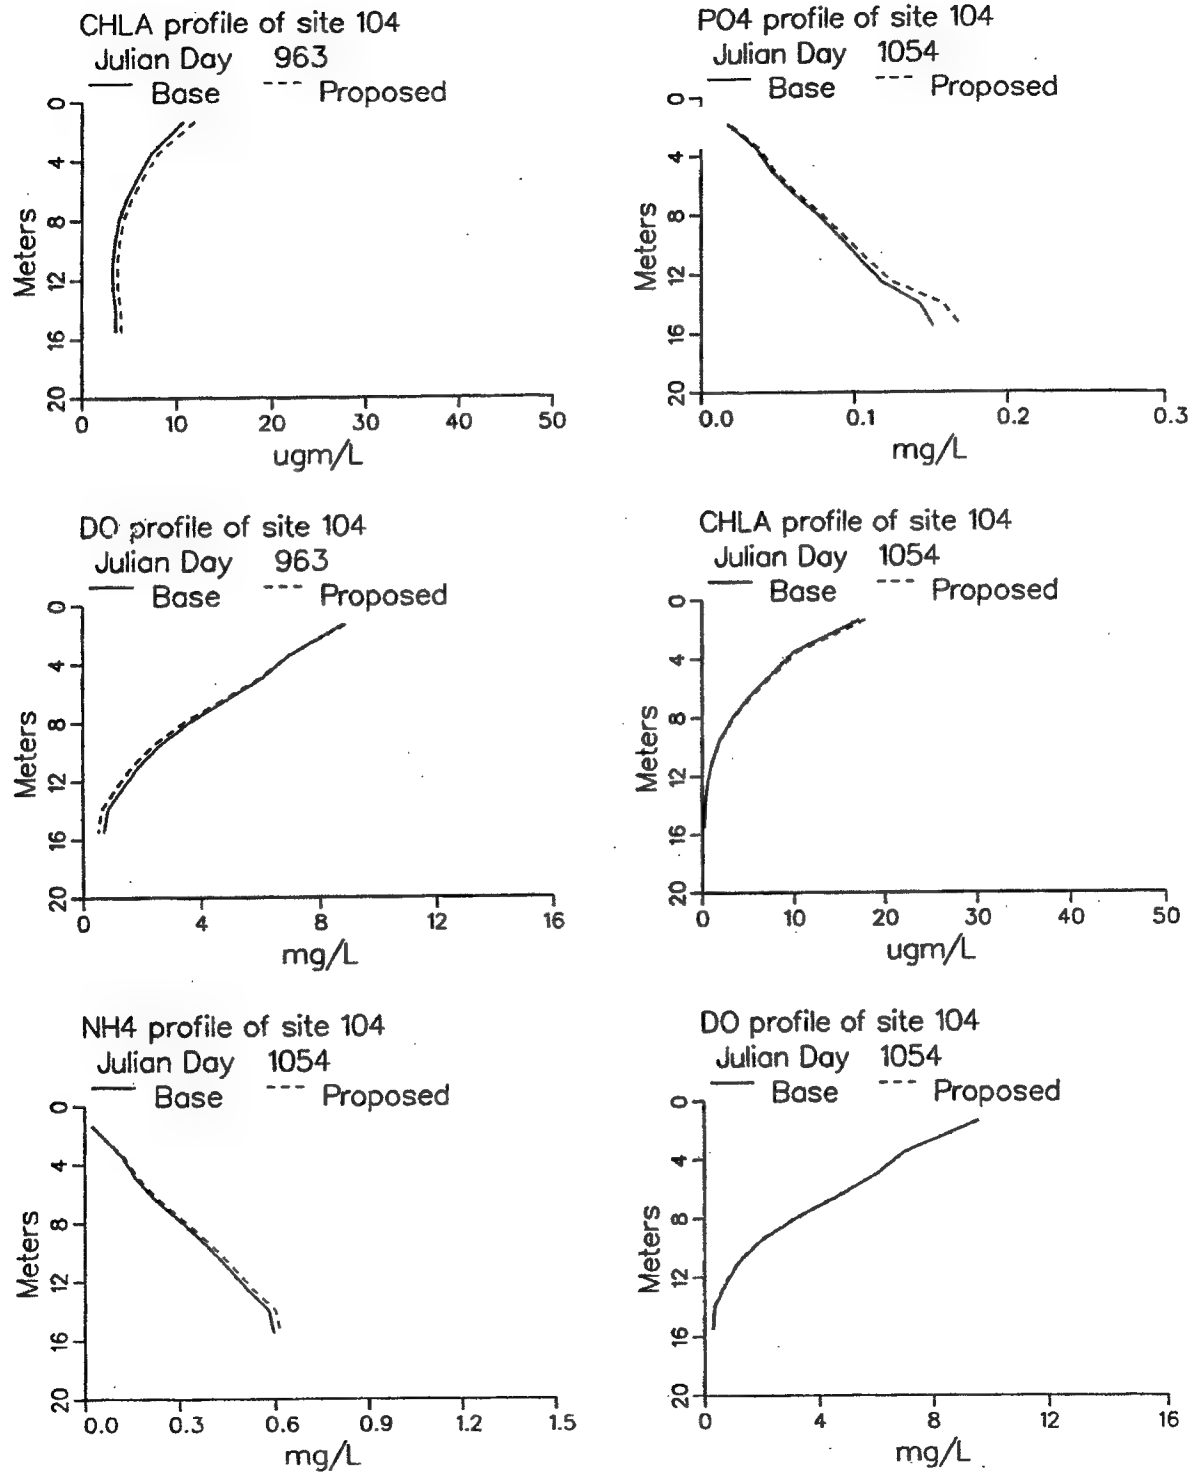 CHLA profile of site 104
Julian Day 963
Base Proposed
0
4
8
12
16
20
Meters
0 10 20 30 40 50
ugm/L
PO4 profile of site 104
Julian Day 1054
Base Proposed
0
4
8
12
16
20
Meters
0.0 0.1 0.2 0.3
mg/L
DO profile of site 104
Julian Day 963
Base Proposed
0
4
8
12
16
20
Meters
0 4 8 12 16
mg/L
CHLA profile of site 104
Julian Day 1054
Base Proposed
0
4
8
12
16
20
Meters
0 10 20 30 40 50
ugm/L
NH4 profile of site 104
Julian Day 1054
Base Proposed
0
4
8
12
16
20
Meters
0.0 0.3 0.6 0.9 1.2 1.5
mg/L
DO profile of site 104
Julian Day 1054
Base Proposed
0
4
8
12
16
20
Meters
0 4 8 12 16
mg/L